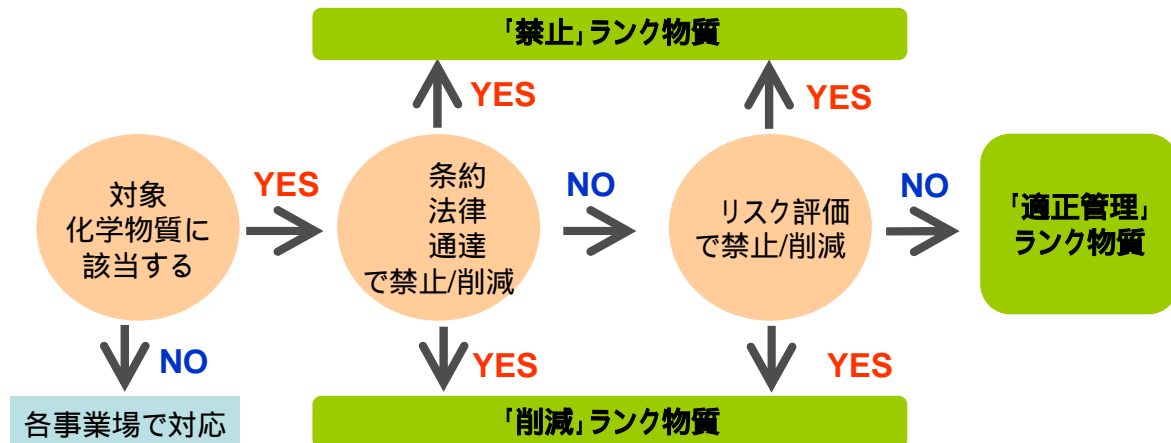 「禁止」ランク物質
YES
YES
対象
化学物質に
該当する
YES
条約
法律
通達
で禁止/削減
NO
リスク評価
で禁止/削減
NO
「適正管理」
ランク物質
NO
YES
YES
各事業場で対応
「削減」ランク物質